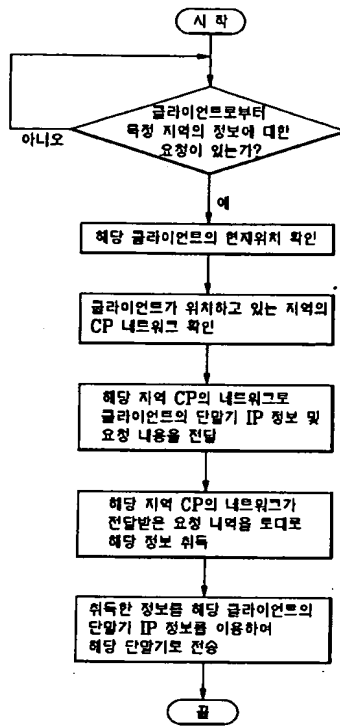 시 작
클라이언트로부터
특정 지역의 정보에 대한
요청이 있는가?
아니오
예
해당 클라이언트의 현재위치 확인
클라이언트가 위치하고 있는 지역의
CP 네트워크 확인
해당 지역 CP의 네트워크로
클라이언트의 단말기 IP 정보 및
요청 내용을 전달
해당 지역 CP의 네트워크가
전달받은 요청 내역을 토대로
해당 정보 취득
취득한 정보를 해당 클라이언트의
단말기 IP 정보를 이용하여
해당 단말기로 전송
끝